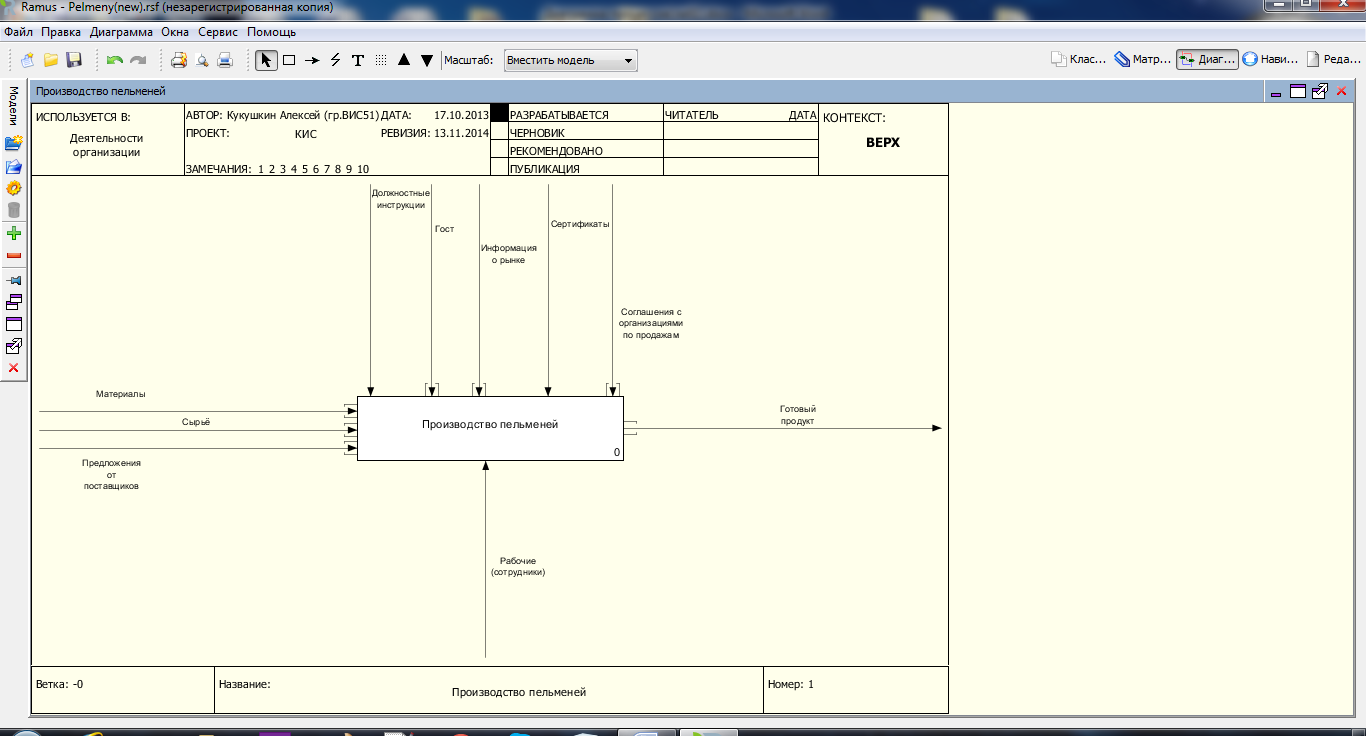 Ramus - Pelmeny(new).rsf (незарегистрированная копия)
Файл Правка Диаграмма Окна Сервис Помощь
Масштаб: Вместить модель Клас... Матр... Диаг... Нави... Реда...
Модели
Производство пельменей
ИСПОЛЬЗУЕТСЯ В:
Деятельности
организации
АВТОР: Кукушкин Алексей (гр.ВИС51) ДАТА: 17.10.2013
ПРОЕКТ: КИС РЕВИЗИЯ: 13.11.2014
ЗАМЕЧАНИЯ: 1 2 3 4 5 6 7 8 9 10
РАЗРАБАТЫВАЕТСЯ
ЧЕРНОВИК
РЕКОМЕНДОВАНО
ПУБЛИКАЦИЯ
ЧИТАТЕЛЬ ДАТА
КОНТЕКСТ:
ВЕРХ
Должностные
инструкции
Гост
Информация
о рынке
Сертификаты
Соглашения с
организациями
по продажам
Материалы
Сырьё
Предложения
от
поставщиков
Производство пельменей
0
Готовый
продукт
Рабочие
(сотрудники)
Ветка: -0
Название:
Производство пельменей
Номер: 1